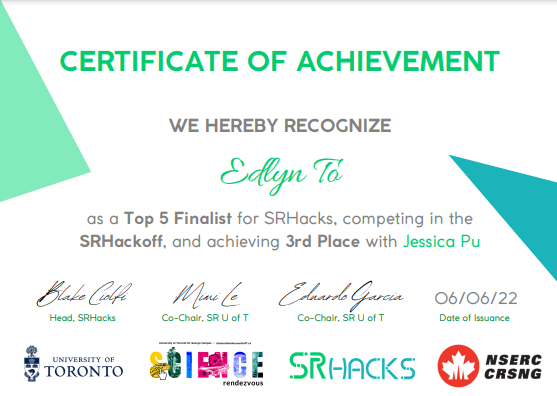 CERTIFICATE OF ACHIEVEMENT
WE HEREBY RECOGNIZE
Edlyn To
as a Top 5 Finalist for SRHacks, competing in the
SRHackoff, and achieving 3rd Place with Jessica Pu
Blake Ciolfi Mimi Le Eduardo Garcia 06/06/22
Head, SRHacks Co-Chair, SR U of T Co-Chair, SR U of T Date of Issuance
UNIVERSITY OF
TORONTO
SCIENCE
rendezvous
SRHACKS
NSERC
CRSNG